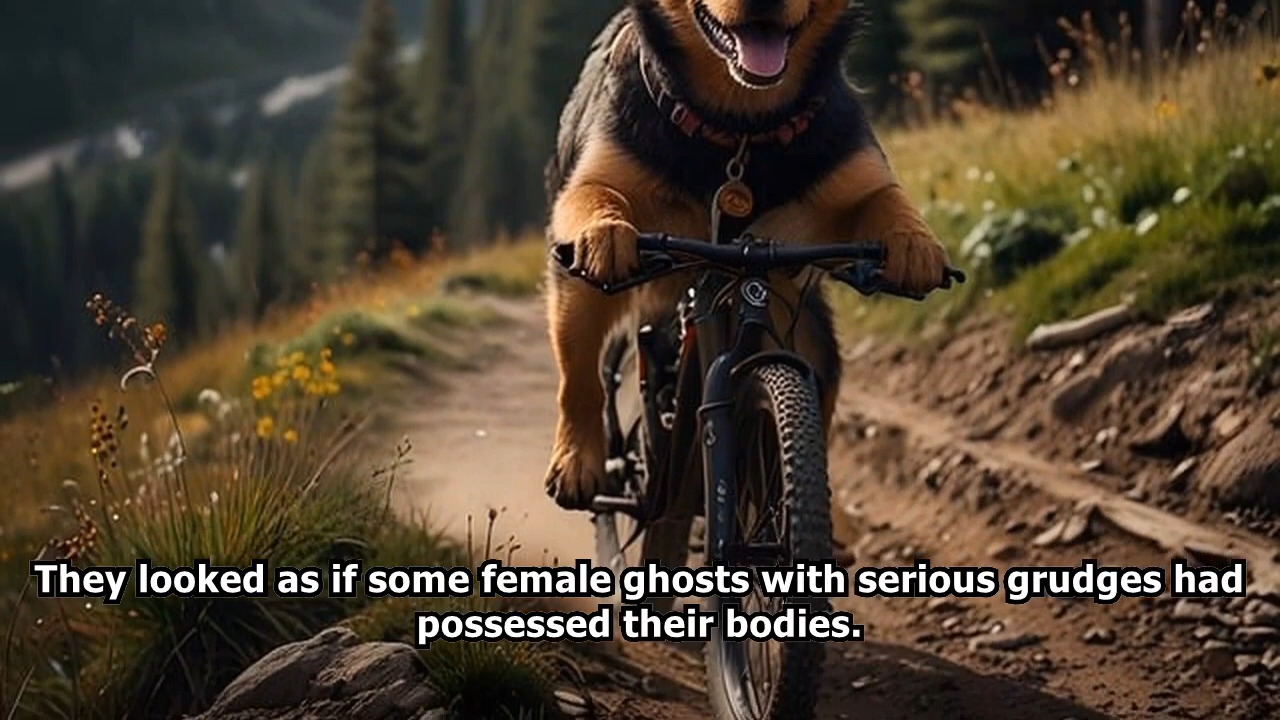 They looked as if some female ghosts with serious grudges had
possessed their bodies.